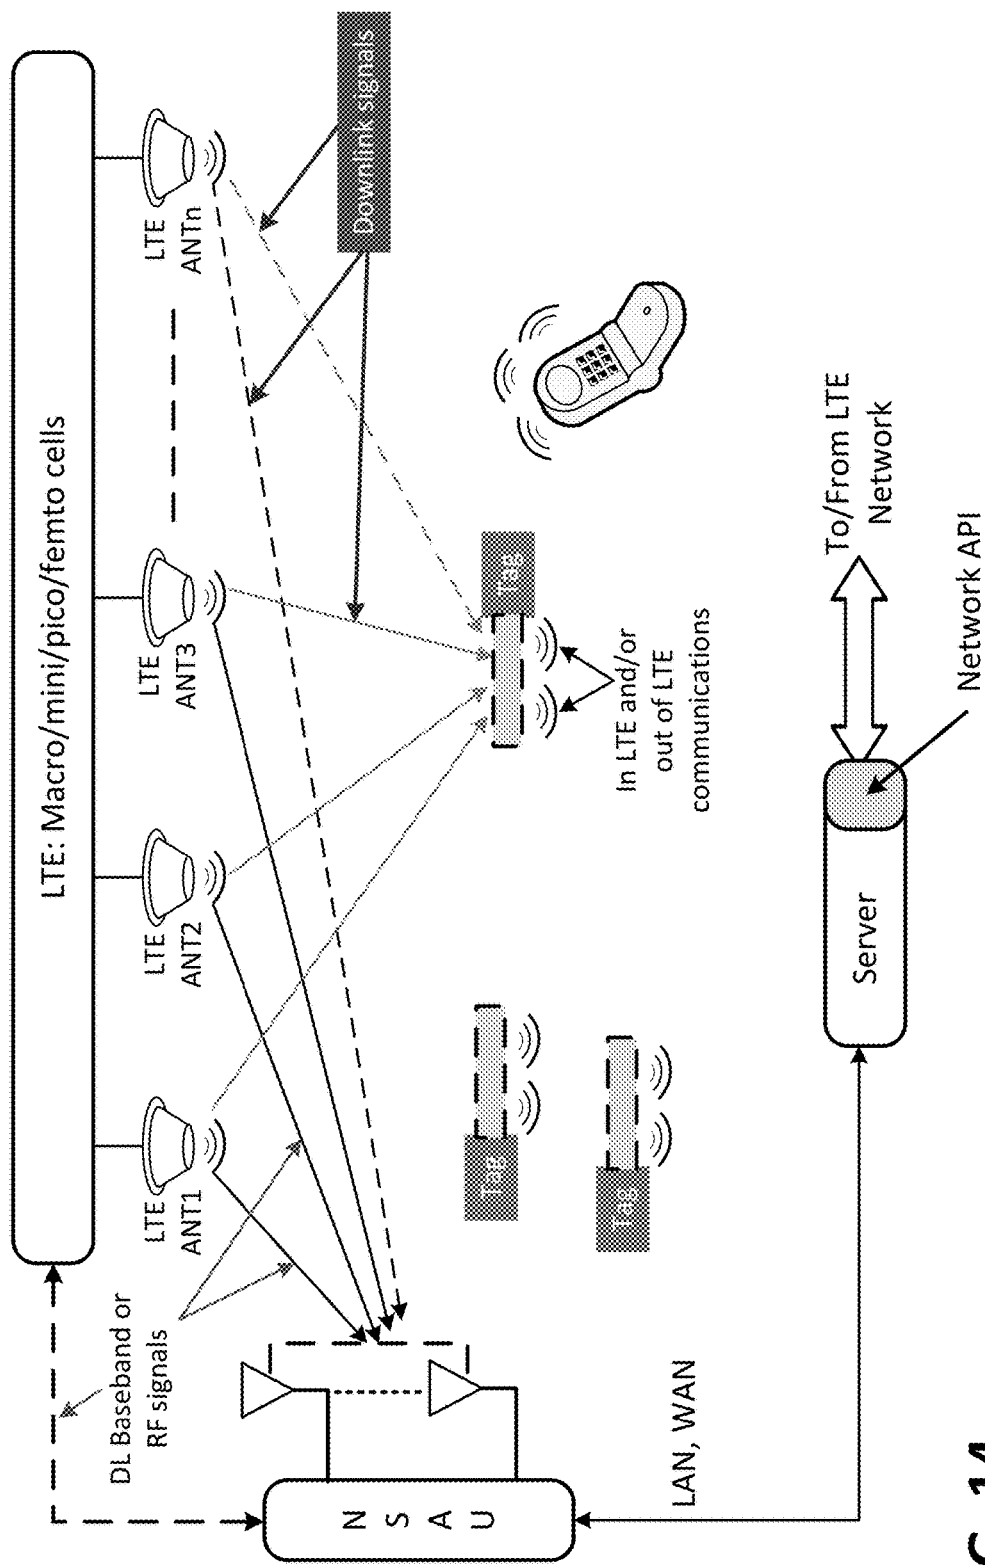 LTE: Macro/mini/pico/femto cells
LTE
ANT1
LTE
ANT2
LTE
ANT3
LTE
ANTn
DL Baseband or
RF signals
Downlink signals
N
S
A
U
Tag
Tag
Tag
In LTE and/or
out of LTE
communications
LAN, WAN
Server
To/From LTE
Network
Network API